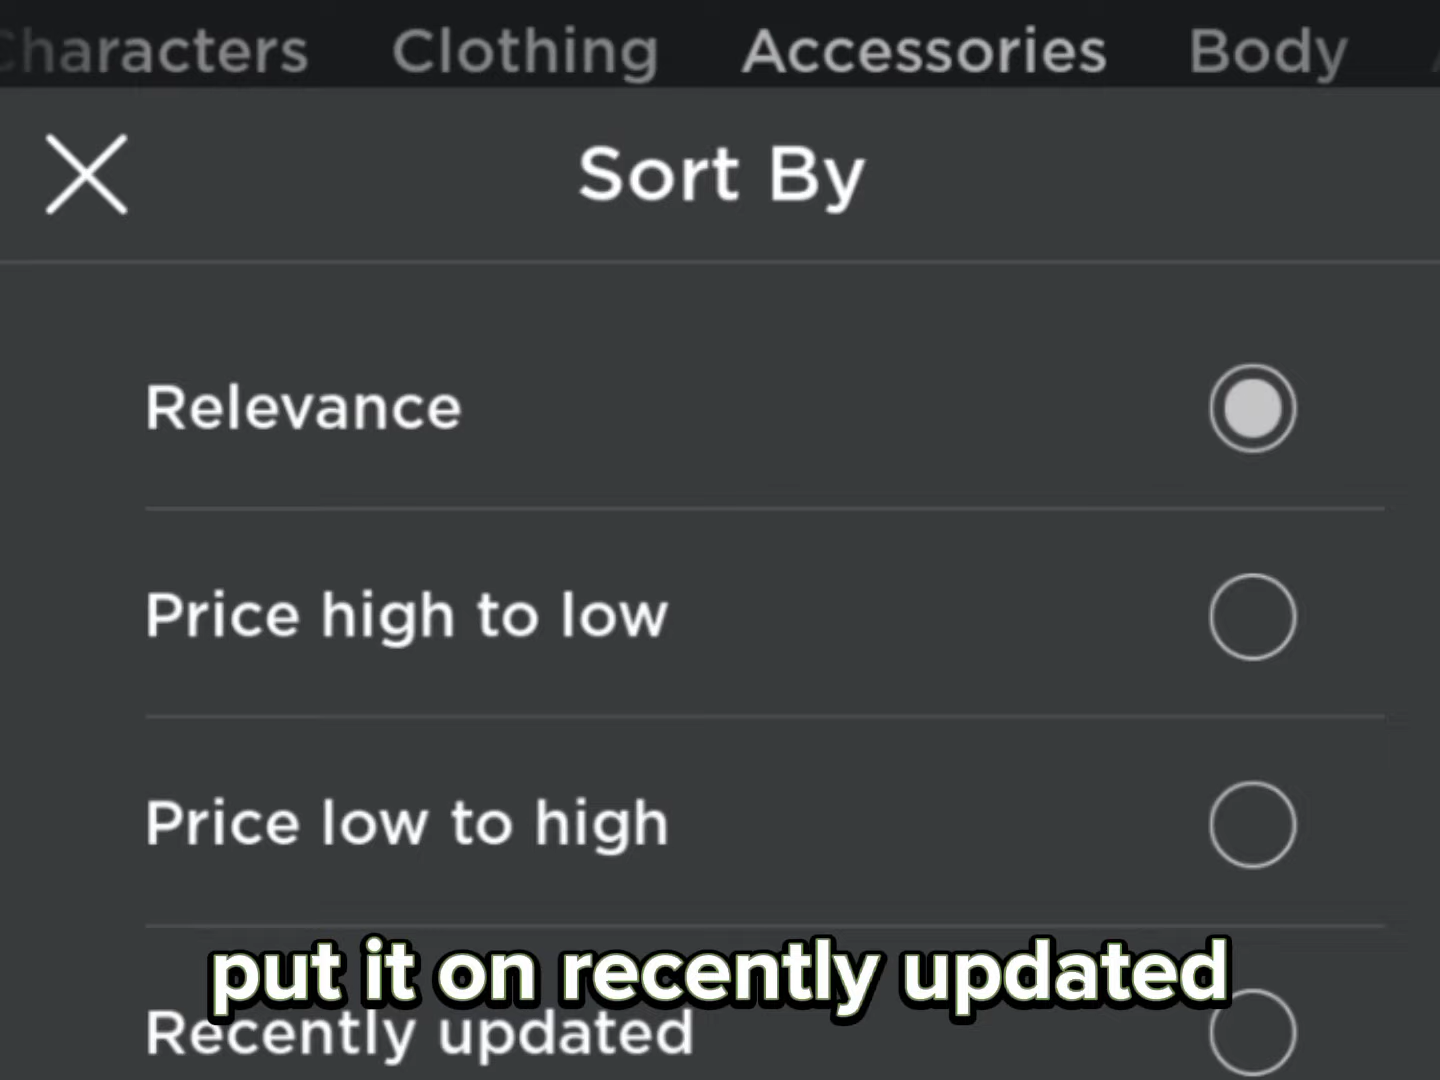 Characters Clothing Accessories Body
Sort By
Relevance
Price high to low
Price low to high
put it on recently updated
Recently updated